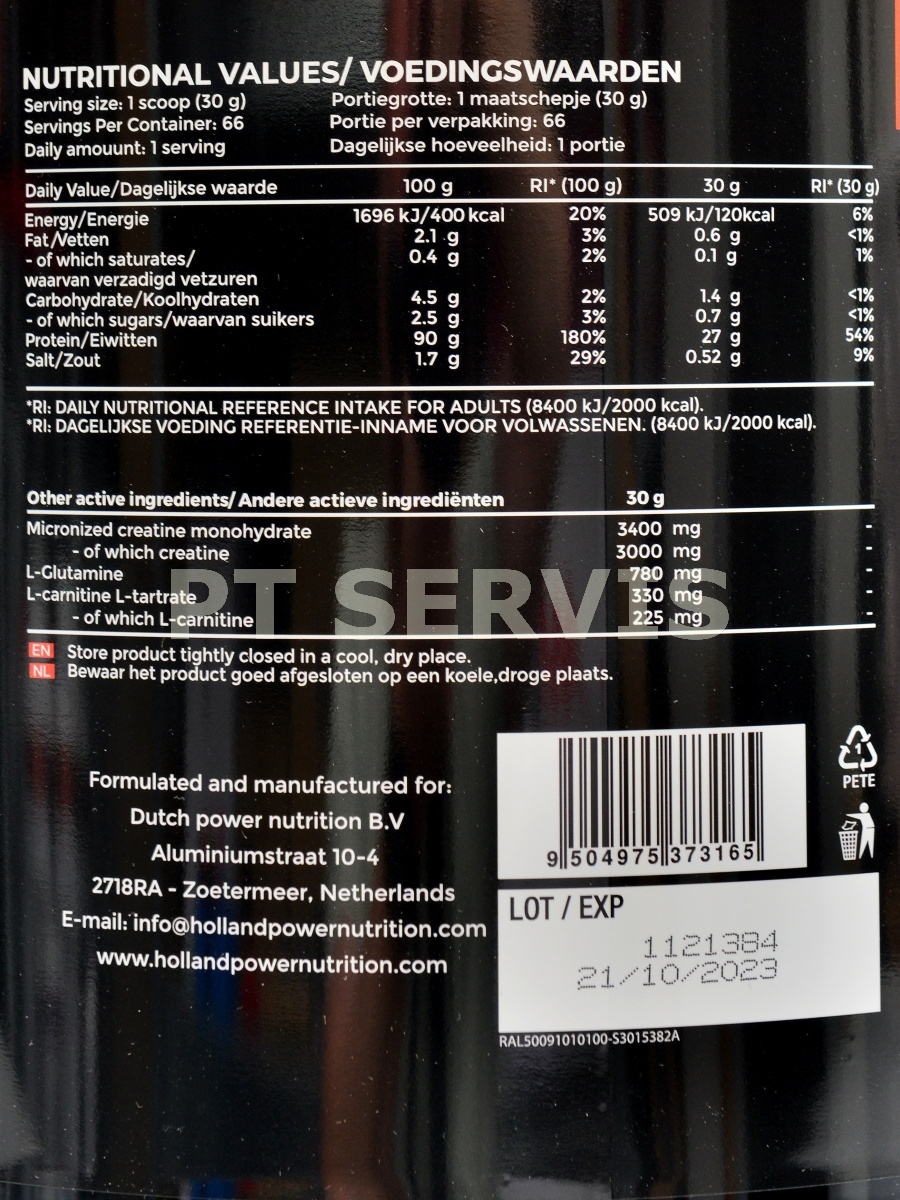 NUTRITIONAL VALUES/ VOEDINGSWAARDEN
Serving size: 1 scoop (30 g) Portiegrotte: 1 maatschepje (30 g)
Servings Per Container: 66 Portie per verpakking: 66
Daily amouunt: 1 serving Dagelijkse hoeveelheid: 1 portie
Daily Value/Dagelijkse waarde 100 g RI* (100 g) 30 g RI* (30 g)
Energy/Energie 1696 kJ/400 kcal 20% 509 kJ/120kcal 6%
Fat/Vetten 2.1 g 3% 0.6 g <1%
- of which saturates/ 0.4 g 2% 0.1 g 1%
waarvan verzadigd vetzuren
Carbohydrate/Koolhydraten 4.5 g 2% 1.4 g <1%
- of which sugars/waarvan suikers 2.5 g 3% 0.7 g <1%
Protein/Eiwitten 90 g 180% 27 g 54%
Salt/Zout 1.7 g 29% 0.52 g 9%
*RI: DAILY NUTRITIONAL REFERENCE INTAKE FOR ADULTS (8400 kJ/2000 kcal).
*RI: DAGELIJKSE VOEDING REFERENTIE-INNAME VOOR VOLWASSENEN. (8400 kJ/2000 kcal).
Other active ingredients/Andere actieve ingrediënten 30 g
Micronized creatine monohydrate 3400 mg -
- of which creatine 3000 mg -
L-Glutamine 780 mg -
L-carnitine L-tartrate 330 mg -
- of which L-carnitine 225 mg -
PT SERVIS
EN Store product tightly closed in a cool, dry place.
NL Bewaar het product goed afgesloten op een koele,droge plaats.
Formulated and manufactured for:
Dutch power nutrition B.V
Aluminiumstraat 10-4
2718RA - Zoetermeer, Netherlands
E-mail: info@hollandpowernutrition.com
www.hollandpowernutrition.com
9 504975 373165
1
PETE
LOT / EXP
1121384
21/10/2023
RAL50091010100-S3015382A